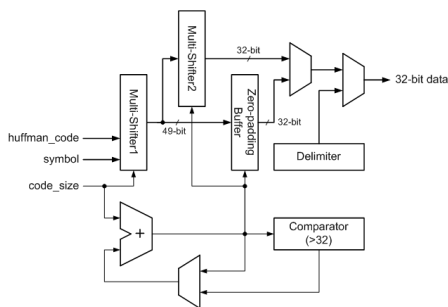 Multi-Shifter2
32-bit
Multi-Shifter1
Zero-padding
Buffer
32-bit data
huffman_code
49-bit
32-bit
symbol
Delimiter
code_size
+
Comparator
(>32)